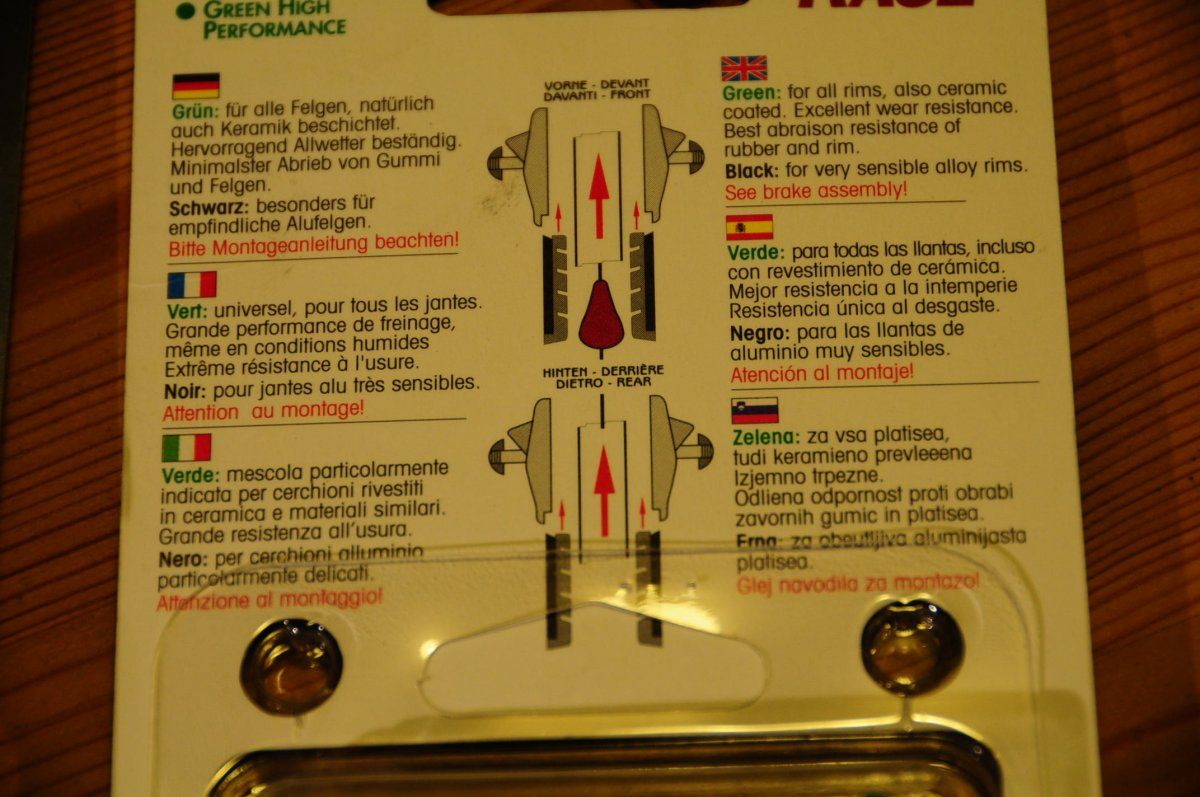 GREEN HIGH
PERFORMANCE
Grün: für alle Felgen, natürlich
auch Keramik beschichtet.
Hervorragend Allwetter beständig.
Minimalster Abrieb von Gummi
und Felgen.
Schwarz: besonders für
empfindliche Alufelgen.
Bitte Montageanleitung beachten!
Vert: universel, pour tous les jantes.
Grande performance de freinage,
même en conditions humides
Extrême résistance à l'usure.
Noir: pour jantes alu très sensibles.
Attention au montage!
Verde: mescola particolarmente
indicata per cerchioni rivestiti
in ceramica e materiali similari.
Grande resistenza all'usura.
Nero: per cerchioni alluminio
particolarmente delicati.
Attenzione al montaggio!
VORNE - DEVANT
DAVANTI - FRONT
HINTEN - DERRIÈRE
DIETRO - REAR
Green: for all rims, also ceramic
coated. Excellent wear resistance.
Best abraison resistance of
rubber and rim.
Black: for very sensible alloy rims.
See brake assembly!
Verde: para todas las llantas, incluso
con revestimiento de cerámica.
Mejor resistencia a la intemperie
Resistencia única al desgaste.
Negro: para las llantas de
aluminio muy sensibles.
Atención al montaje!
Zelena: za vsa platisea,
tudi keramieno prevleeena
Izjemno trpezne.
Odliena odpornost proti obrabi
zavornih gumic in platisea.
Erna: za obeutljiva aluminijasta
platisea.
Glej navodila za montazo!